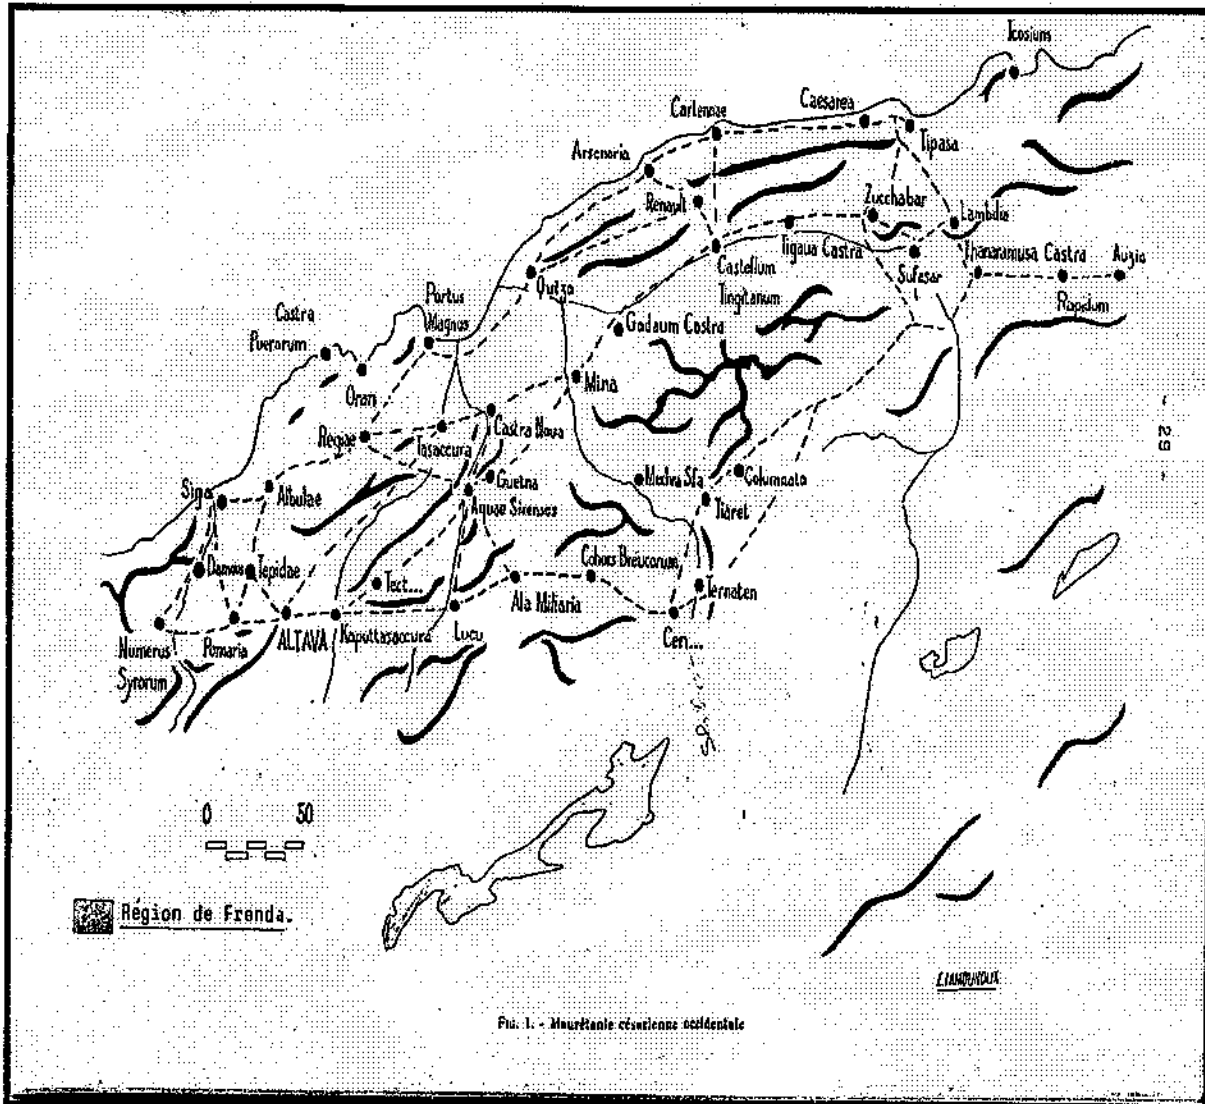 Icosium
Caesarea
Cartennae
Tipasa
Arsenaria
Renault
Zucchabar
Lambdia
Tigaua Castra
Thanaramusa Castra
Auzia
Castellum
Tingitanum
Sufasar
Rapidum
Quiza
Portus
Magnus
Castra
Puerorum
Gadaum Castra
Oran
Mina
Regiae
Tasaccura
Castra Nova
- 29 -
Guetna
Medna Sfa
Columnata
Siga
Albulae
Aquae Sirenses
Tiaret
Damous
Tepidae
Tect...
Cohors Breucorum
Ternaten
Ala Miliaria
Numerus
Syrorum
Pomaria
ALTAVA
Kaputtasaccura
Lucu
Cen...
0 50
Région de Frenda.
FIG. 1. - Maurétanie césarienne occidentale